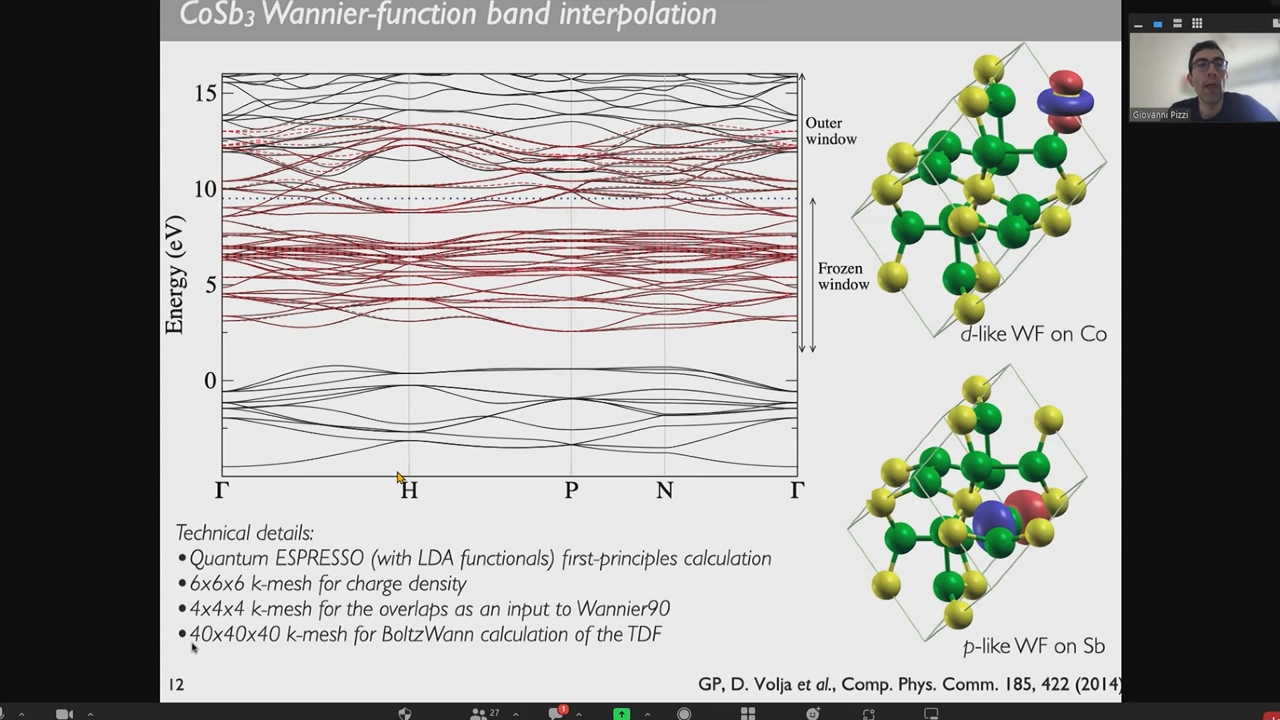 CoSb3 Wannier-function band interpolation
Giovanni Pizzi
15
10
5
0
Energy (eV)
Γ H P N Γ
Outer
window
Frozen
window
d-like WF on Co
p-like WF on Sb
Technical details:
•Quantum ESPRESSO (with LDA functionals) first-principles calculation
•6x6x6 k-mesh for charge density
•4x4x4 k-mesh for the overlaps as an input to Wannier90
•40x40x40 k-mesh for BoltzWann calculation of the TDF
12
GP, D. Volja et al., Comp. Phys. Comm. 185, 422 (2014)
27
1